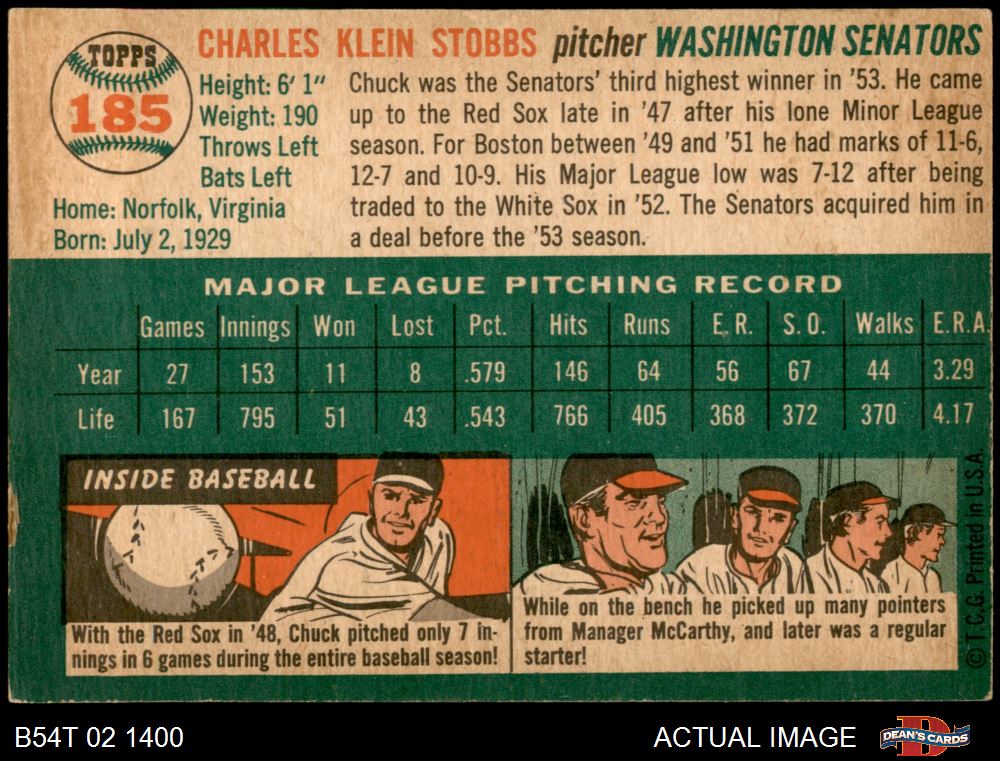 TOPPS
185
CHARLES KLEIN STOBBS pitcher WASHINGTON SENATORS
Height: 6' 1"
Weight: 190
Throws Left
Bats Left
Home: Norfolk, Virginia
Born: July 2, 1929
Chuck was the Senators' third highest winner in '53. He came
up to the Red Sox late in '47 after his lone Minor League
season. For Boston between '49 and '51 he had marks of 11-6,
12-7 and 10-9. His Major League low was 7-12 after being
traded to the White Sox in '52. The Senators acquired him in
a deal before the '53 season.
MAJOR LEAGUE PITCHING RECORD
Games Innings Won Lost Pct. Hits Runs E.R. S.O. Walks E.R.A.
Year 27 153 11 8 .579 146 64 56 67 44 3.29
Life 167 795 51 43 .543 766 405 368 372 370 4.17
INSIDE BASEBALL
With the Red Sox in '48, Chuck pitched only 7 in-
nings in 6 games during the entire baseball season!
While on the bench he picked up many pointers
from Manager McCarthy, and later was a regular
starter!
© T.C.G. Printed in U.S.A.
B54T 02 1400
ACTUAL IMAGE
DEAN'S CARDS